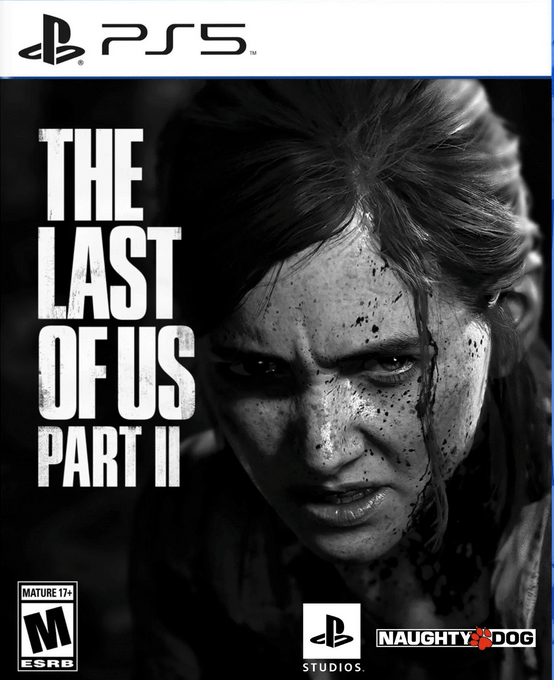 PS5
THE
LAST
OF US
PART II
MATURE 17+
M
ESRB
STUDIOS
NAUGHTY DOG